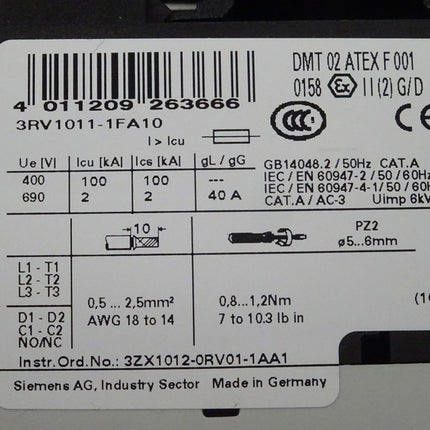 DMT 02 ATEX F 001
0158 Ex II (2) G/D
4 011209 263666
3RV1011-1FA10
I > Icu
CCC
CE
Ue [V] Icu [kA] Ics [kA] gL / gG
400 100 100 ---
690 2 2 40 A
GB14048.2 / 50Hz CAT.A
IEC / EN 60947-2 / 50 / 60Hz
IEC / EN 60947-4-1/ 50 / 60H
CAT.A / AC-3 Uimp 6kV
10
PZ2
ø5...6mm
L1 - T1
L2 - T2
L3 - T3
0,5 ... 2,5mm²
0,8...1,2Nm
D1 - D2
C1 - C2
NO/NC
AWG 18 to 14
7 to 10.3 lb in
Instr.Ord.No.: 3ZX1012-0RV01-1AA1
Siemens AG, Industry Sector Made in Germany